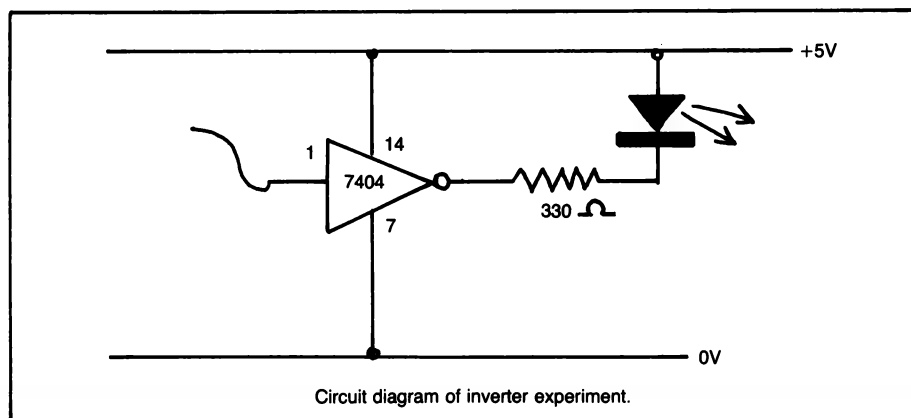 +5V
1
14
7404
7
330 Ω
0V
Circuit diagram of inverter experiment.